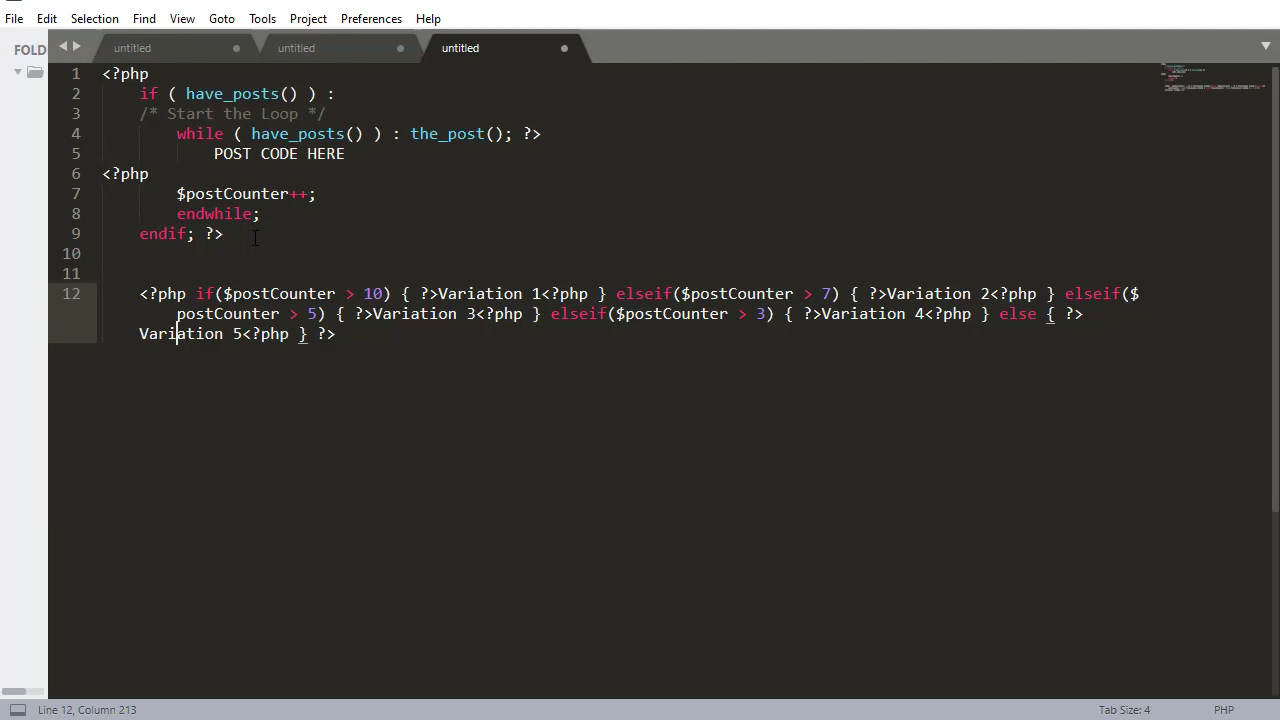 File Edit Selection Find View Goto Tools Project Preferences Help
FOLD
untitled untitled untitled
1 <?php
2 if ( have_posts() ) :
3 /* Start the Loop */
4 while ( have_posts() ) : the_post(); ?>
5 POST CODE HERE
6 <?php
7 $postCounter++;
8 endwhile;
9 endif; ?>
10
11
12 <?php if($postCounter > 10) { ?>Variation 1<?php } elseif($postCounter > 7) { ?>Variation 2<?php } elseif($
postCounter > 5) { ?>Variation 3<?php } elseif($postCounter > 3) { ?>Variation 4<?php } else { ?>
Variation 5<?php } ?>
Line 12, Column 213 Tab Size: 4 PHP